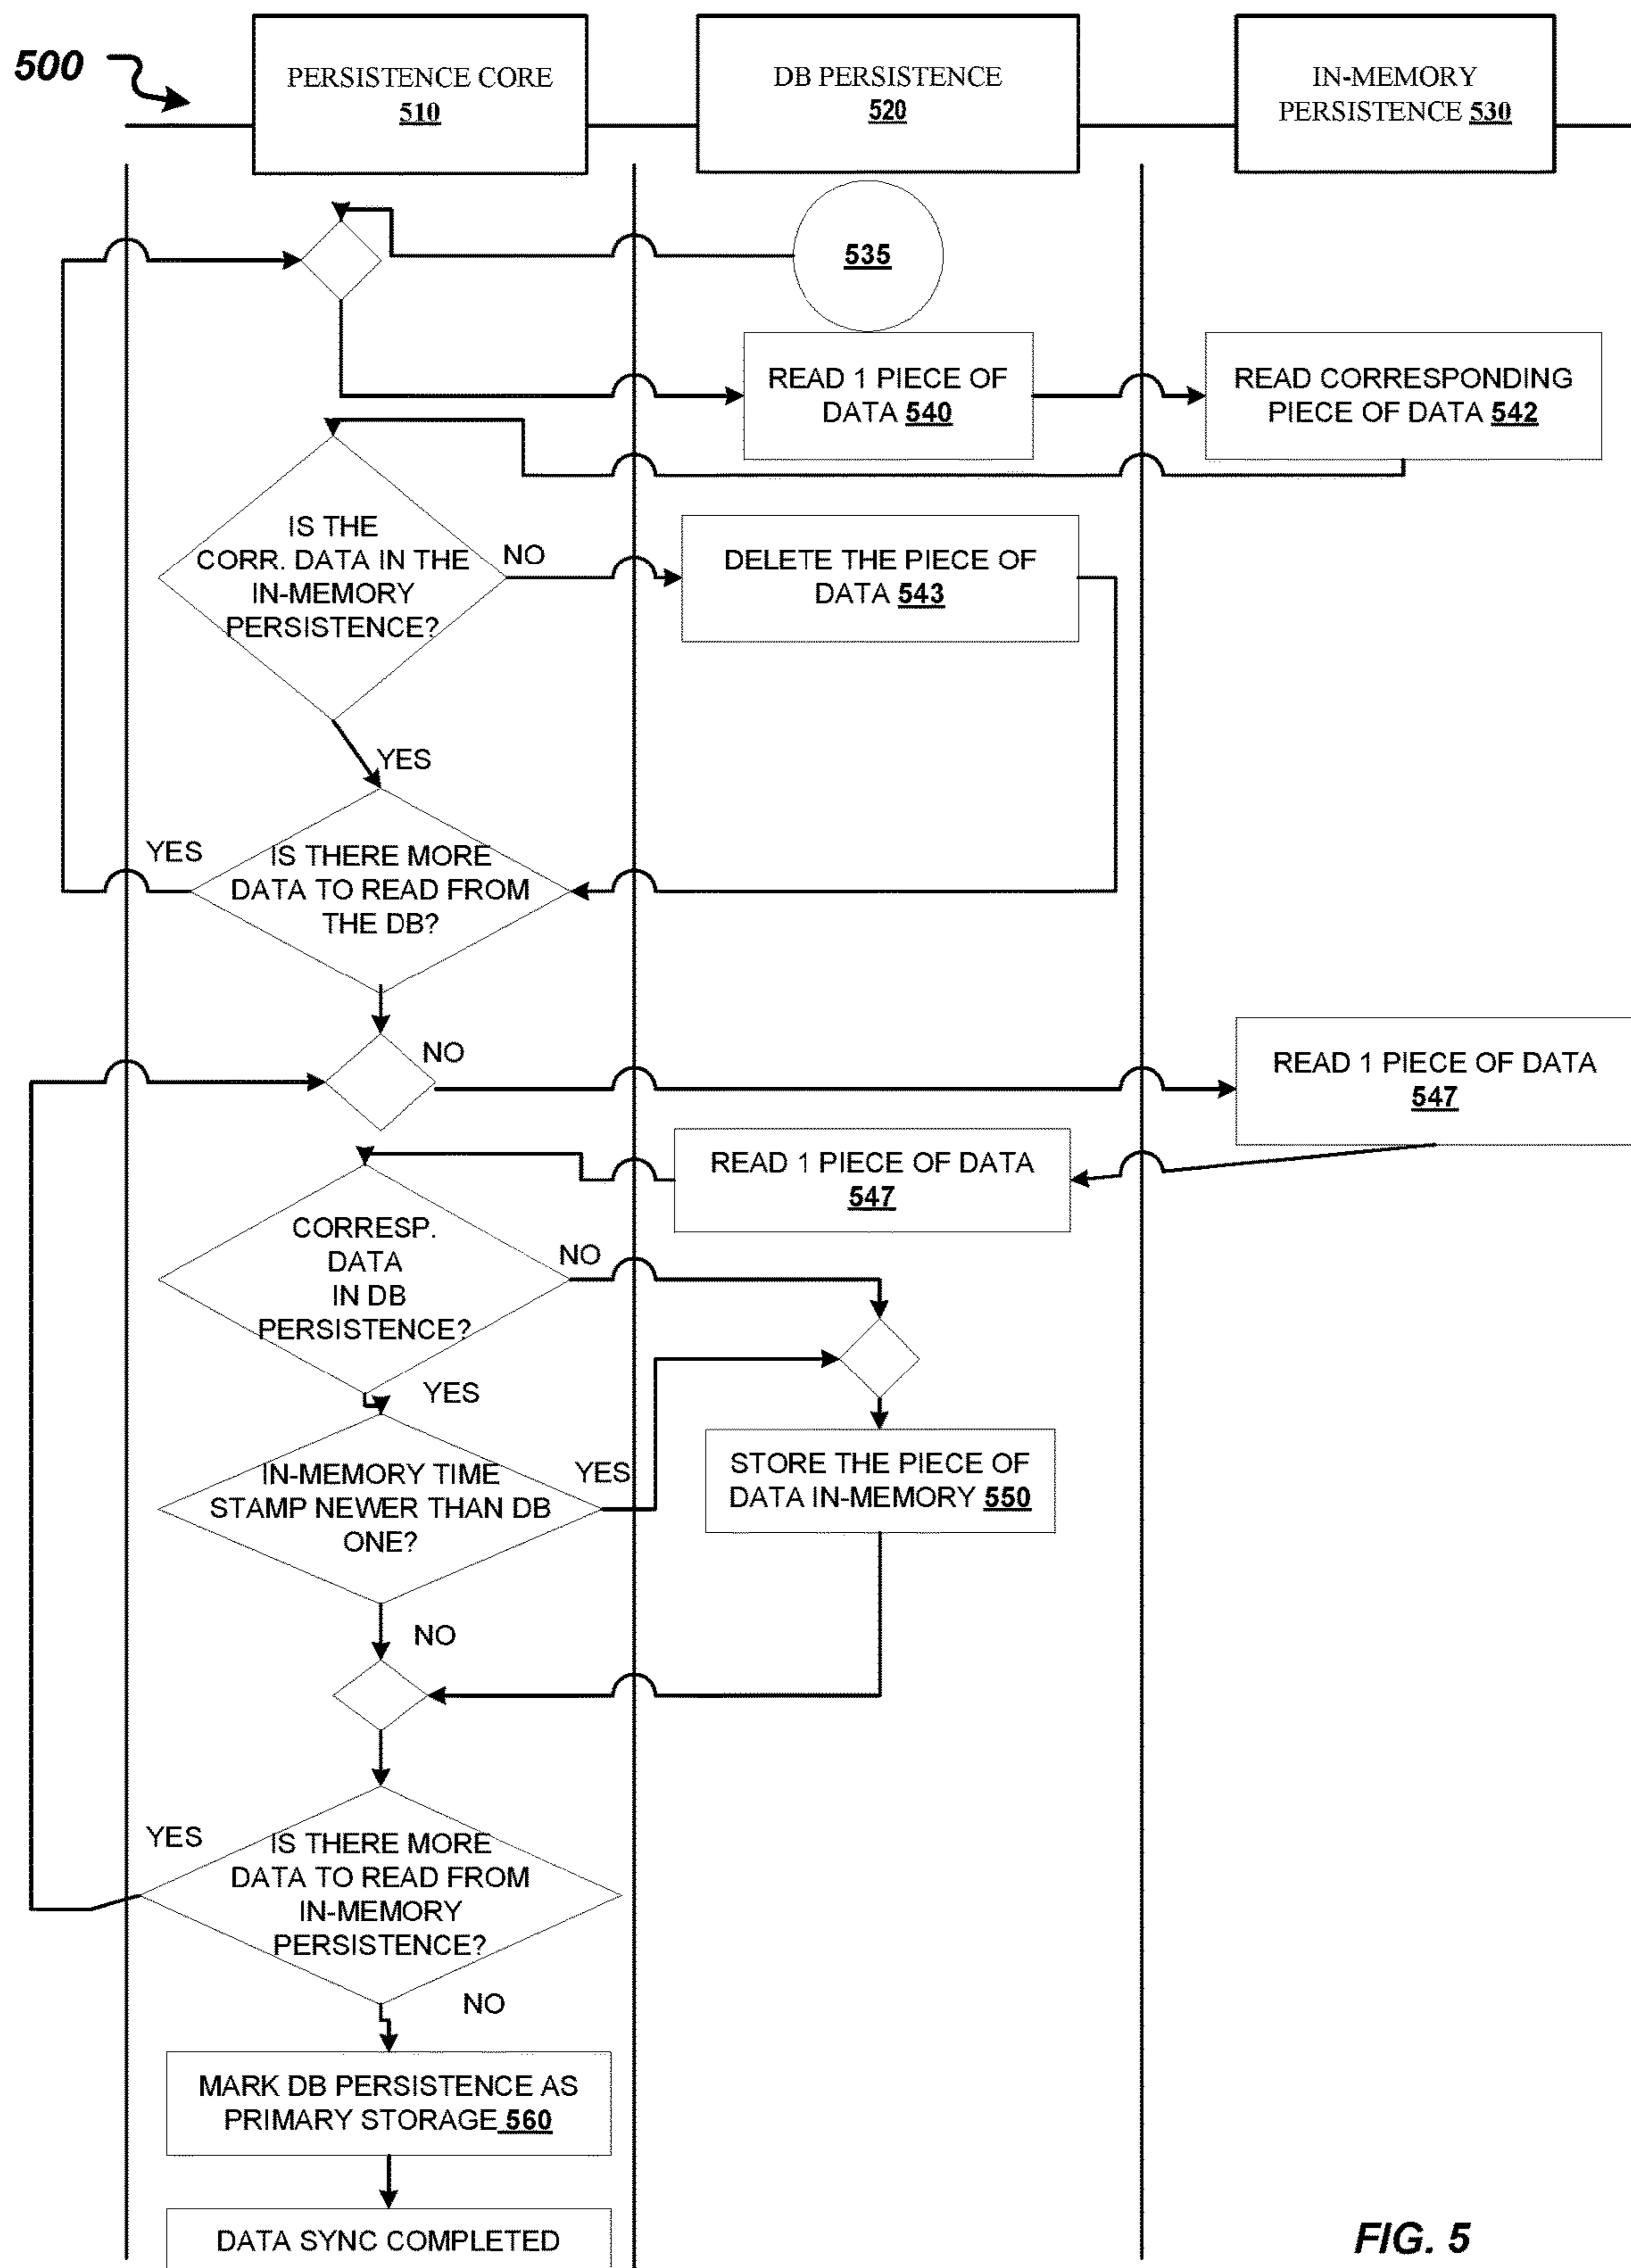 500
PERSISTENCE CORE
510
DB PERSISTENCE
520
IN-MEMORY
PERSISTENCE 530
535
READ 1 PIECE OF
DATA 540
READ CORRESPONDING
PIECE OF DATA 542
IS THE
CORR. DATA IN THE
IN-MEMORY
PERSISTENCE?
NO
DELETE THE PIECE OF
DATA 543
YES
YES
IS THERE MORE
DATA TO READ FROM
THE DB?
NO
READ 1 PIECE OF DATA
547
READ 1 PIECE OF DATA
547
CORRESP.
DATA
IN DB
PERSISTENCE?
NO
YES
IN-MEMORY TIME
STAMP NEWER THAN DB
ONE?
YES
STORE THE PIECE OF
DATA IN-MEMORY 550
NO
YES
IS THERE MORE
DATA TO READ FROM
IN-MEMORY
PERSISTENCE?
NO
MARK DB PERSISTENCE AS
PRIMARY STORAGE 560
DATA SYNC COMPLETED
FIG. 5